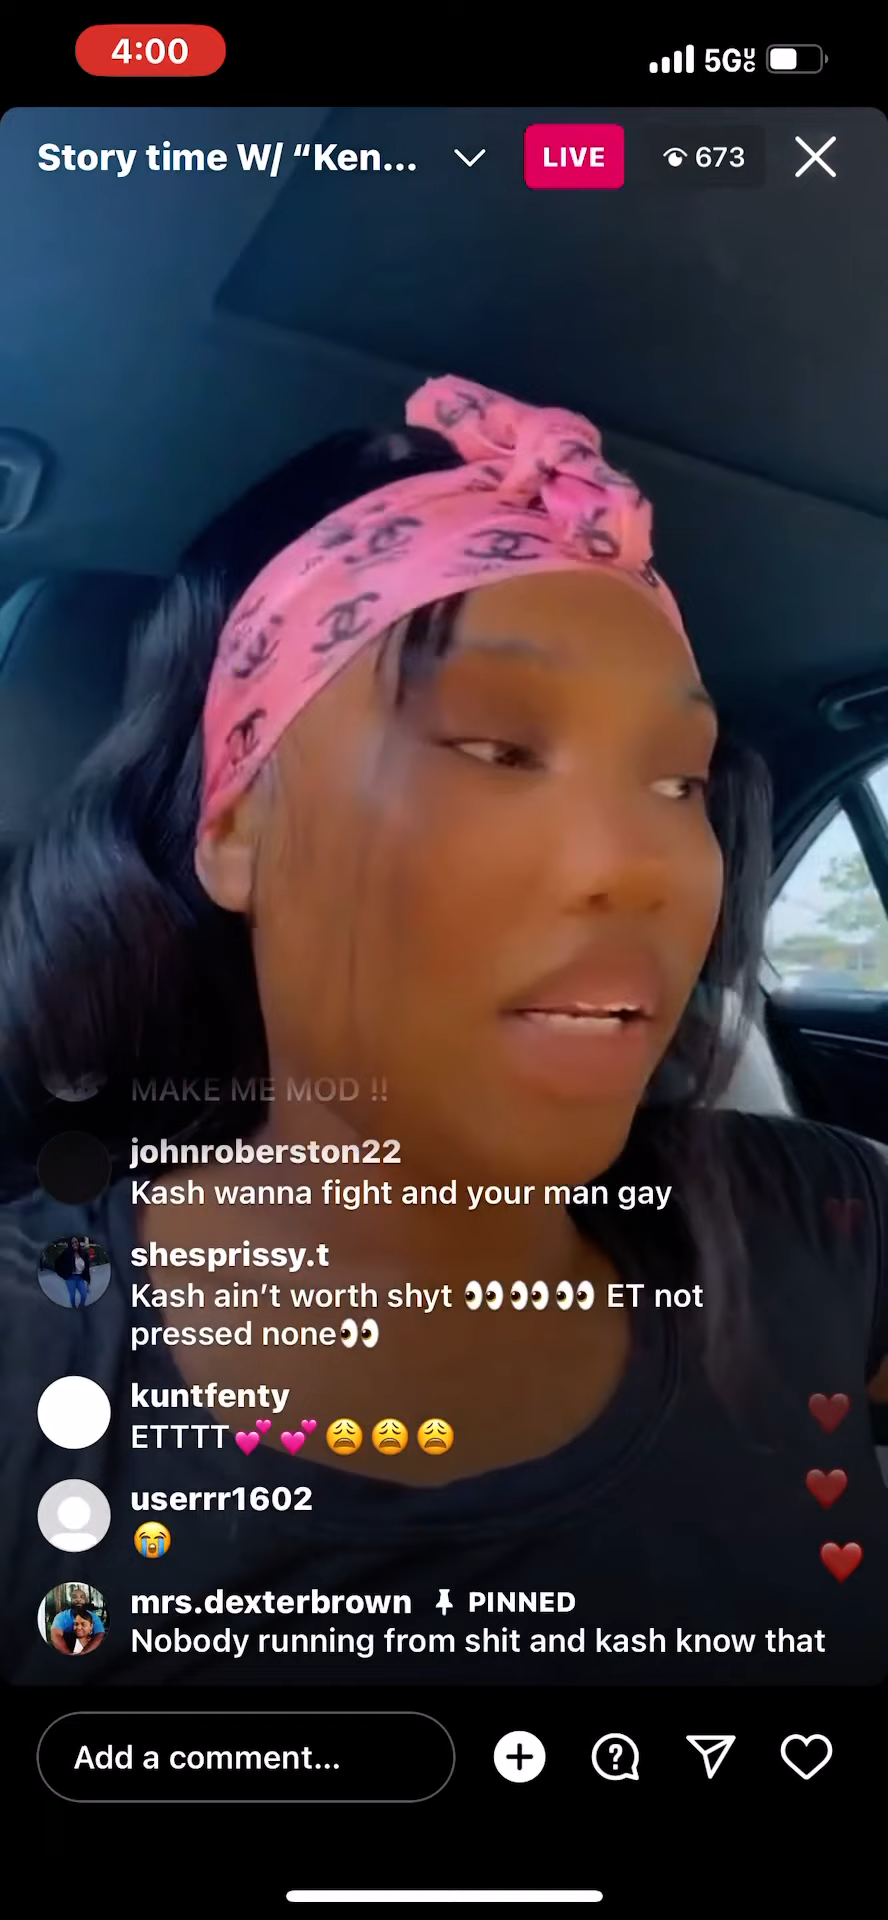 4:00
5G UC
Story time W/ “Ken...
LIVE
673
MAKE ME MOD !!
johnroberston22
Kash wanna fight and your man gay
shesprissy.t
Kash ain’t worth shyt 👀👀👀 ET not
pressed none👀
kuntfenty
ETTTT💕💕😩😩😩
userrr1602
😭
mrs.dexterbrown PINNED
Nobody running from shit and kash know that
Add a comment...